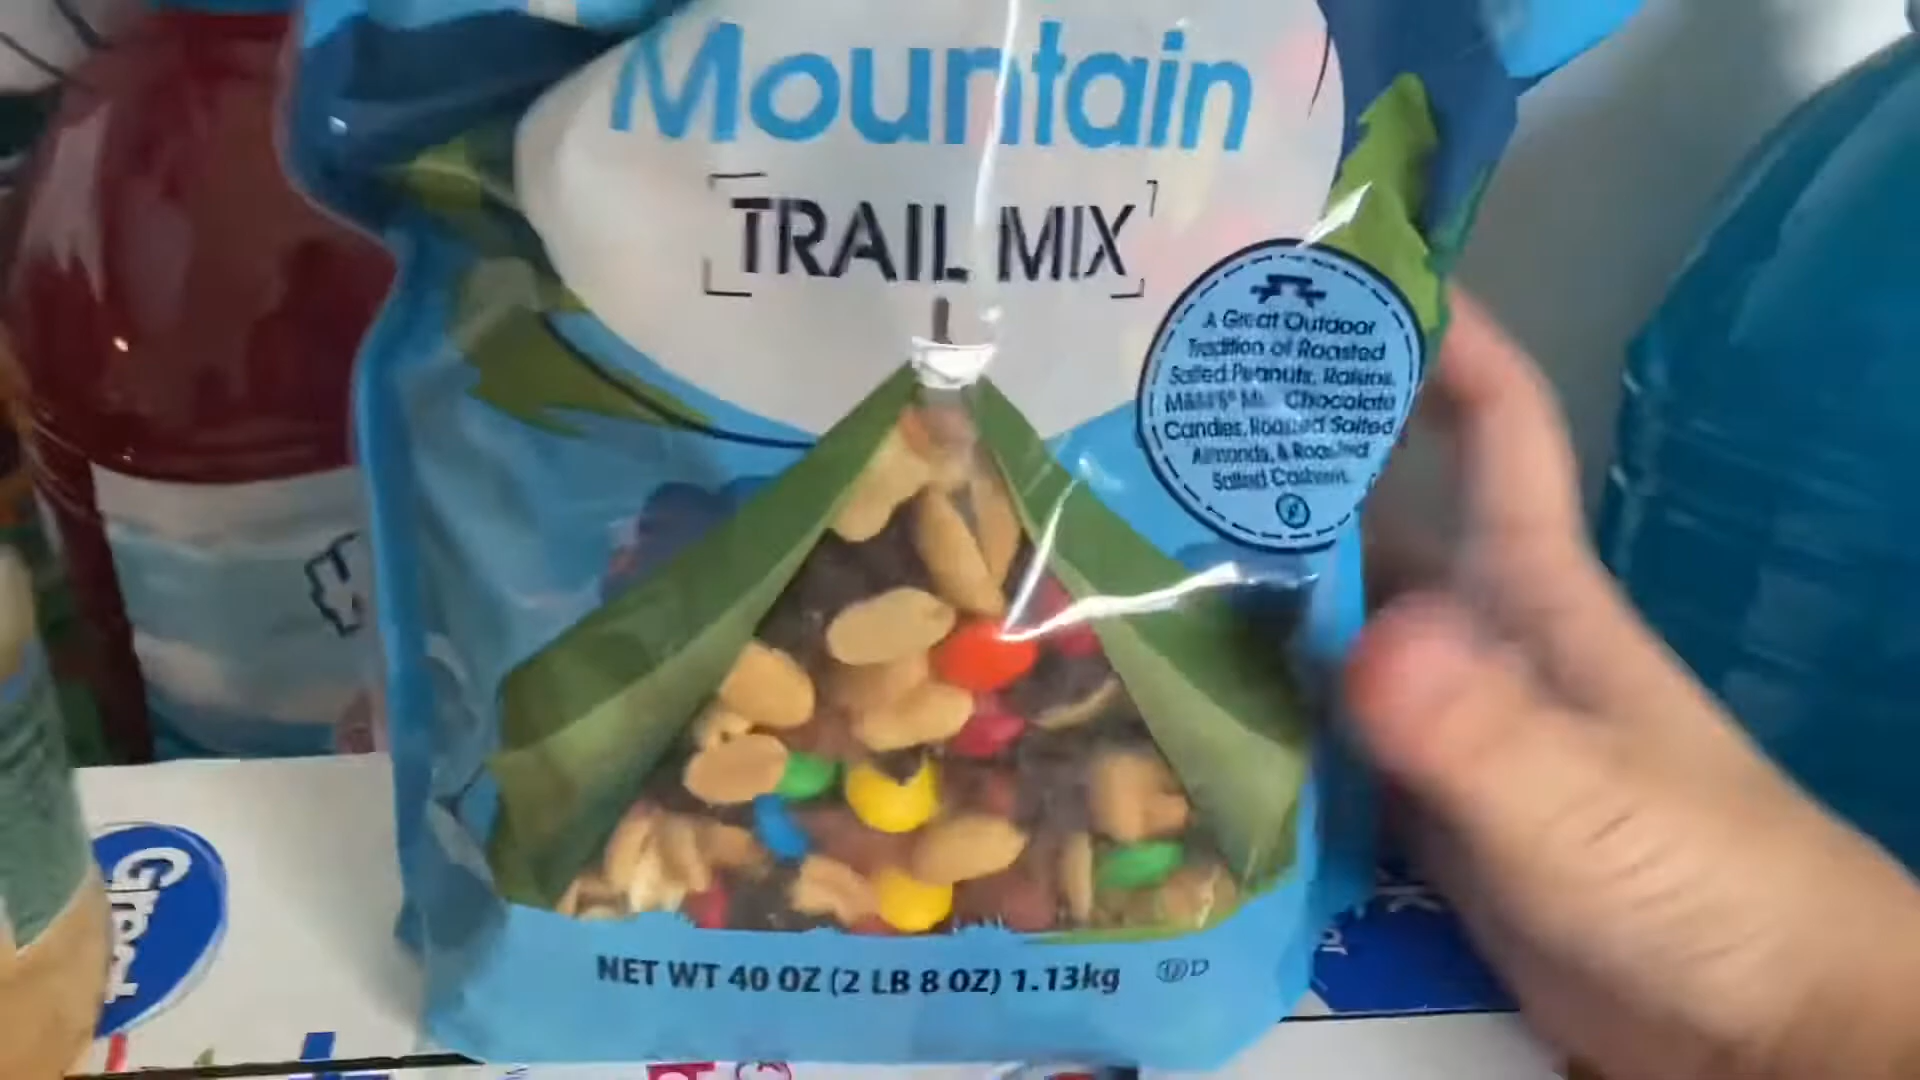 Mountain
TRAIL MIX
A Great Outdoor
Tradition of Roasted
Salted Peanuts, Raisins,
M&M'S® Chocolate
Candies, Roasted Salted
Almonds, & Roasted
Salted Cashews.
NET WT 40 OZ (2 LB 8 OZ) 1.13kg
Ⓤ D
Great